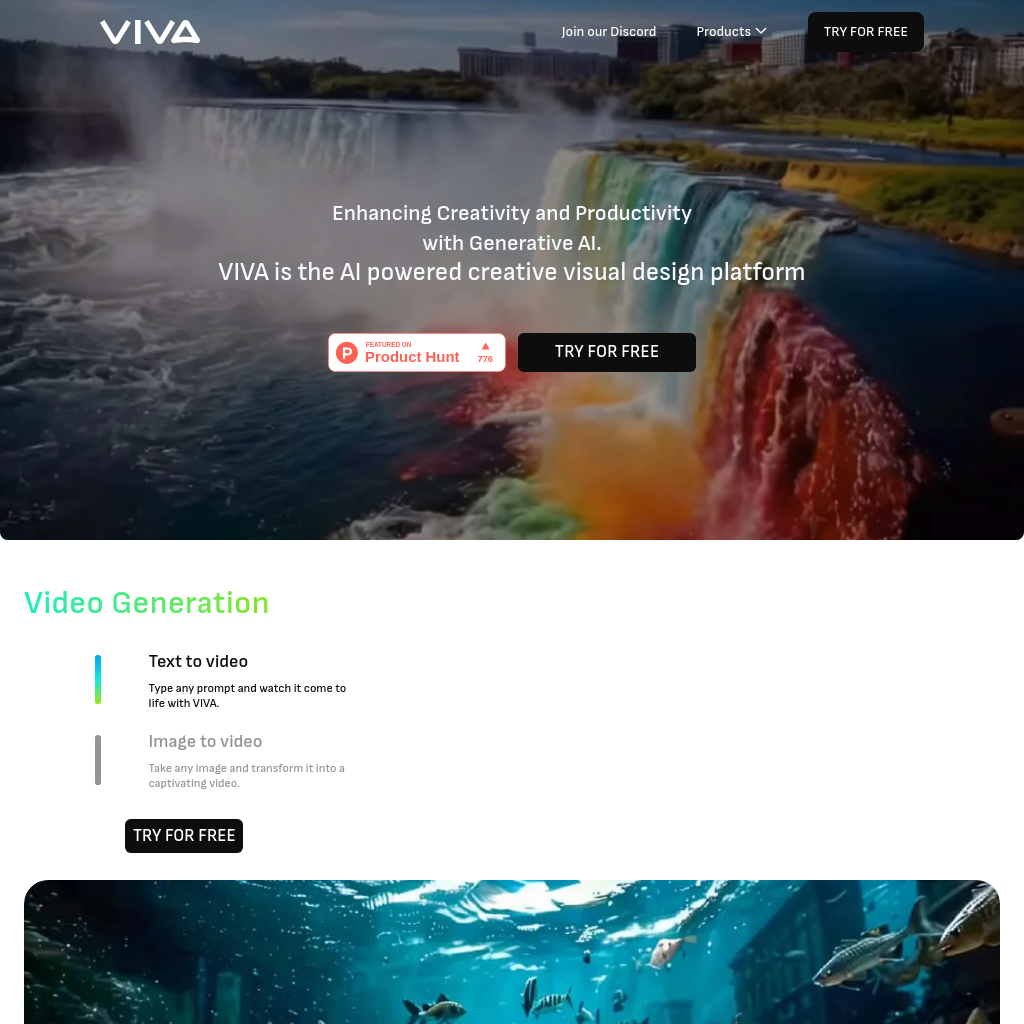 VIVA
Join our Discord
Products
TRY FOR FREE
Enhancing Creativity and Productivity
with Generative AI.
VIVA is the AI powered creative visual design platform
FEATURED ON
Product Hunt
776
TRY FOR FREE
Video Generation
Text to video
Type any prompt and watch it come to
life with VIVA.
Image to video
Take any image and transform it into a
captivating video.
TRY FOR FREE